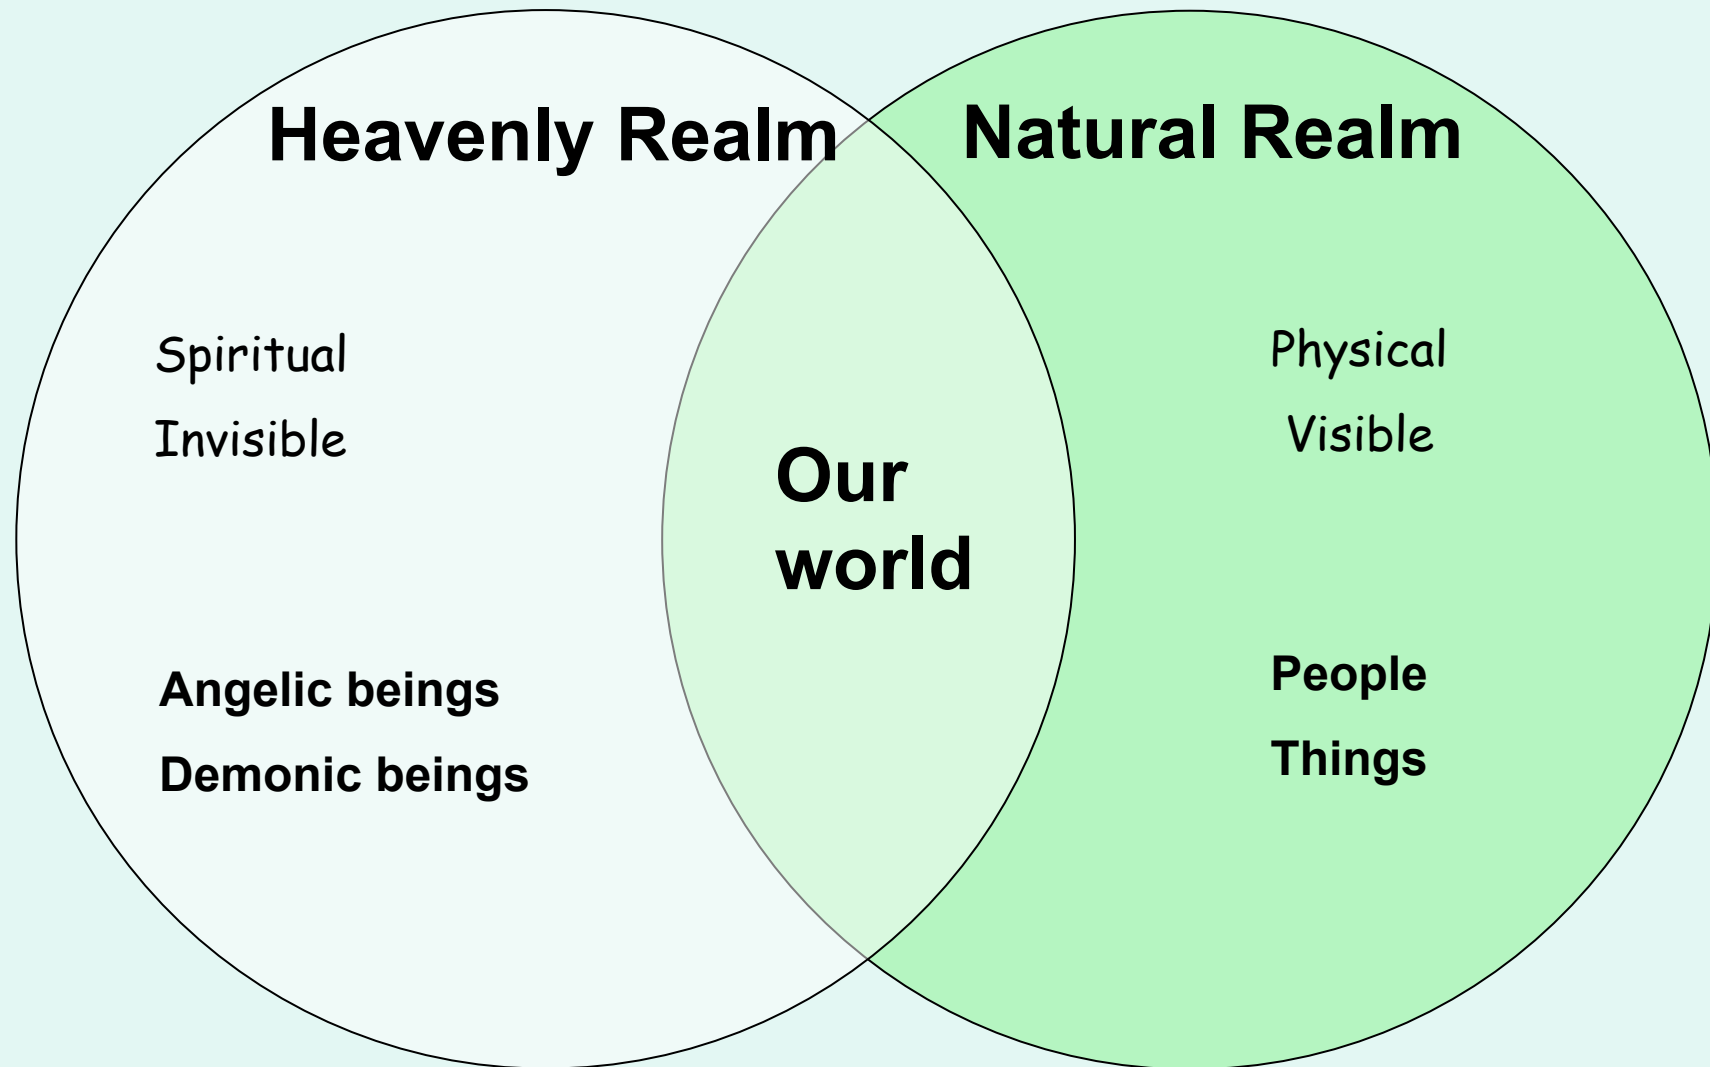 Heavenly Realm
Spiritual
Invisible
Angelic beings
Demonic beings
Our
world
Natural Realm
Physical
Visible
People
Things